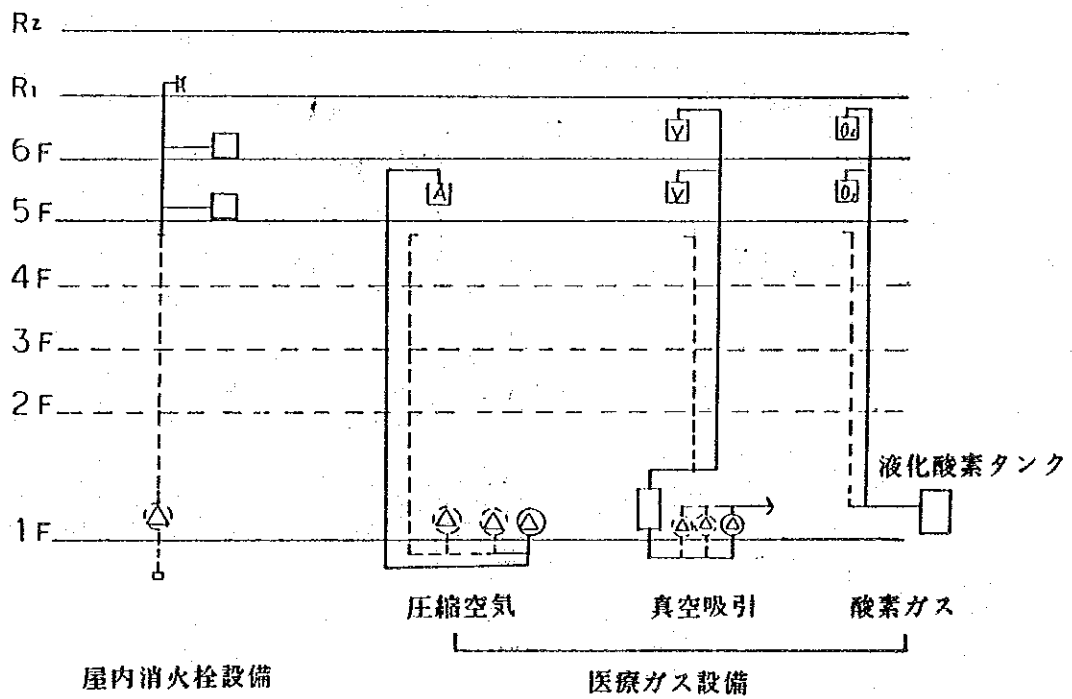 R2
R1
6F
5F
4F
3F
2F
1F
V
O2
A
V
O2
液化酸素タンク
圧縮空気
真空吸引
酸素ガス
屋内消火栓設備
医療ガス設備